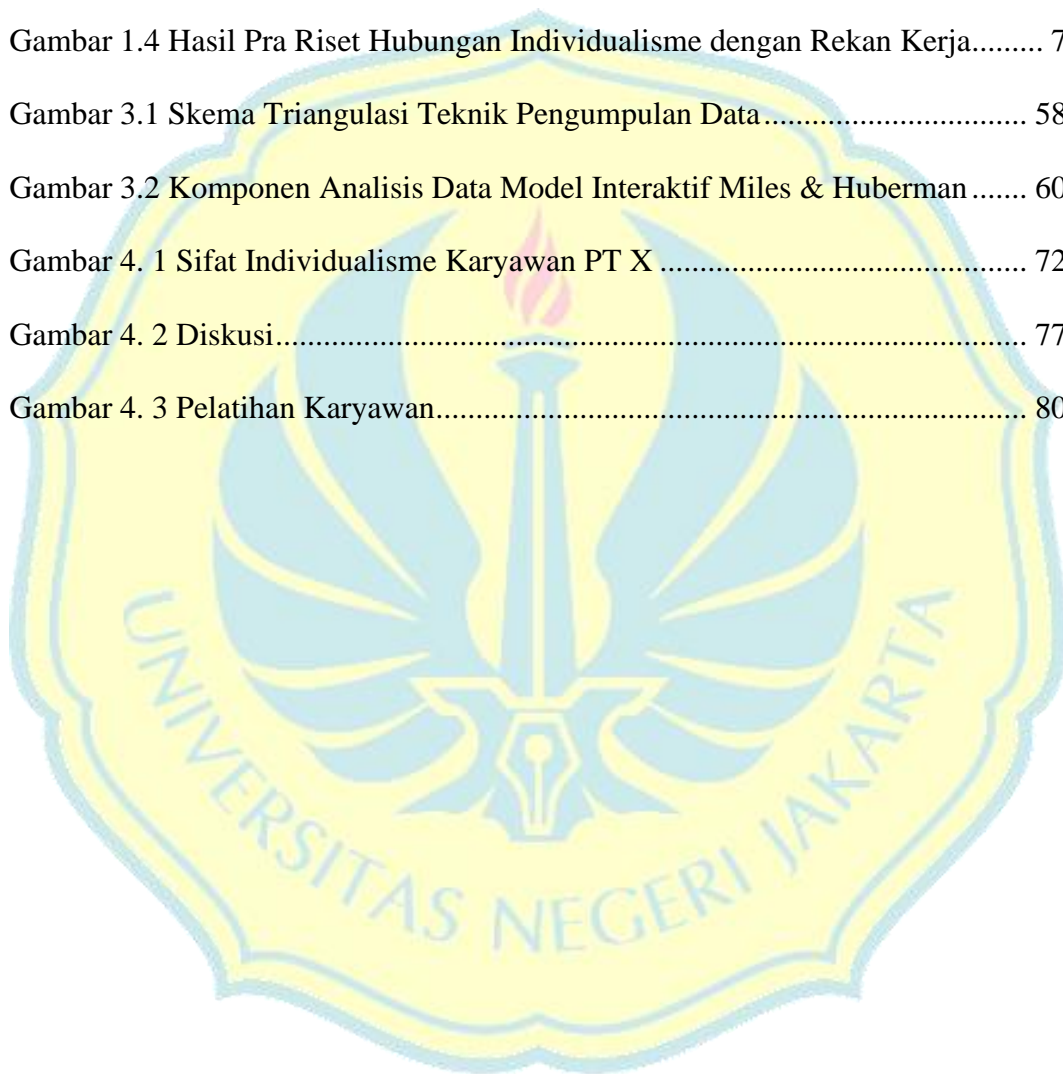 Gambar 1.4 Hasil Pra Riset Hubungan Individualisme dengan Rekan Kerja......... 7
Gambar 3.1 Skema Triangulasi Teknik Pengumpulan Data................................ 58
Gambar 3.2 Komponen Analisis Data Model Interaktif Miles & Huberman....... 60
Gambar 4. 1 Sifat Individualisme Karyawan PT X ............................................. 72
Gambar 4. 2 Diskusi............................................................................................ 77
Gambar 4. 3 Pelatihan Karyawan........................................................................ 80
UNIVERSITAS NEGERI JAKARTA